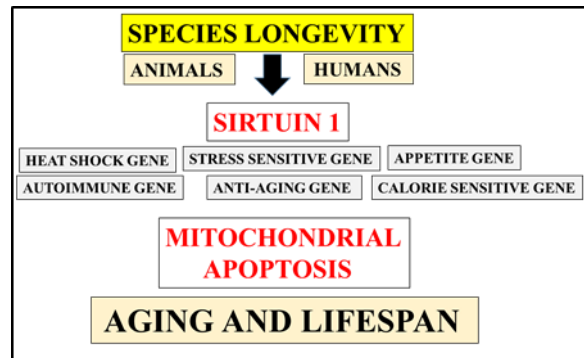 SPECIES LONGEVITY
ANIMALS HUMANS
SIRTUIN 1
HEAT SHOCK GENE STRESS SENSITIVE GENE APPETITE GENE
AUTOIMMUNE GENE ANTI-AGING GENE CALORIE SENSITIVE GENE
MITOCHONDRIAL
APOPTOSIS
AGING AND LIFESPAN